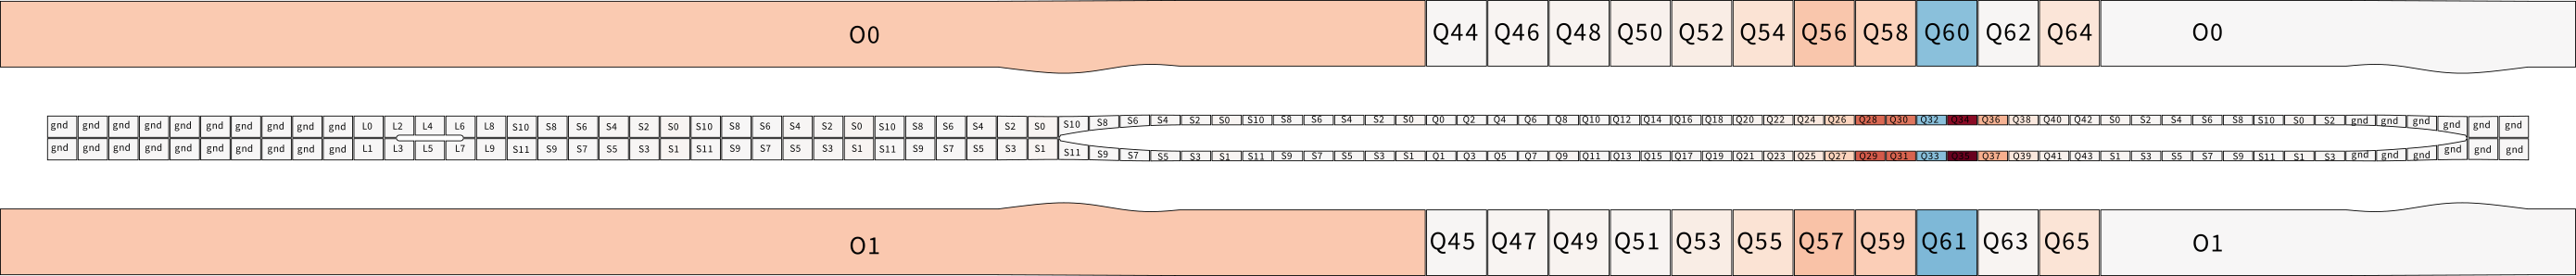 O0 Q44 Q46 Q48 Q50 Q52 Q54 Q56 Q58 Q60 Q62 Q64 O0
gnd gnd gnd gnd gnd gnd gnd gnd gnd gnd L0 L2 L4 L6 L8 S10 S8 S6 S4 S2 S0 S10 S8 S6 S4 S2 S0 S10 S8 S6 S4 S2 S0 S10 S8 S6 S4 S2 S0 S10 S8 S6 S4 S2 S0 Q0 Q2 Q4 Q6 Q8 Q10 Q12 Q14 Q16 Q18 Q20 Q22 Q24 Q26 Q28 Q30 Q32 Q34 Q36 Q38 Q40 Q42 S0 S2 S4 S6 S8 S10 S0 S2 gnd gnd gnd gnd gnd gnd
gnd gnd gnd gnd gnd gnd gnd gnd gnd gnd L1 L3 L5 L7 L9 S11 S9 S7 S5 S3 S1 S11 S9 S7 S5 S3 S1 S11 S9 S7 S5 S3 S1 S11 S9 S7 S5 S3 S1 S11 S9 S7 S5 S3 S1 Q1 Q3 Q5 Q7 Q9 Q11 Q13 Q15 Q17 Q19 Q21 Q23 Q25 Q27 Q29 Q31 Q33 Q35 Q37 Q39 Q41 Q43 S1 S3 S5 S7 S9 S11 S1 S3 gnd gnd gnd gnd gnd gnd
O1 Q45 Q47 Q49 Q51 Q53 Q55 Q57 Q59 Q61 Q63 Q65 O1